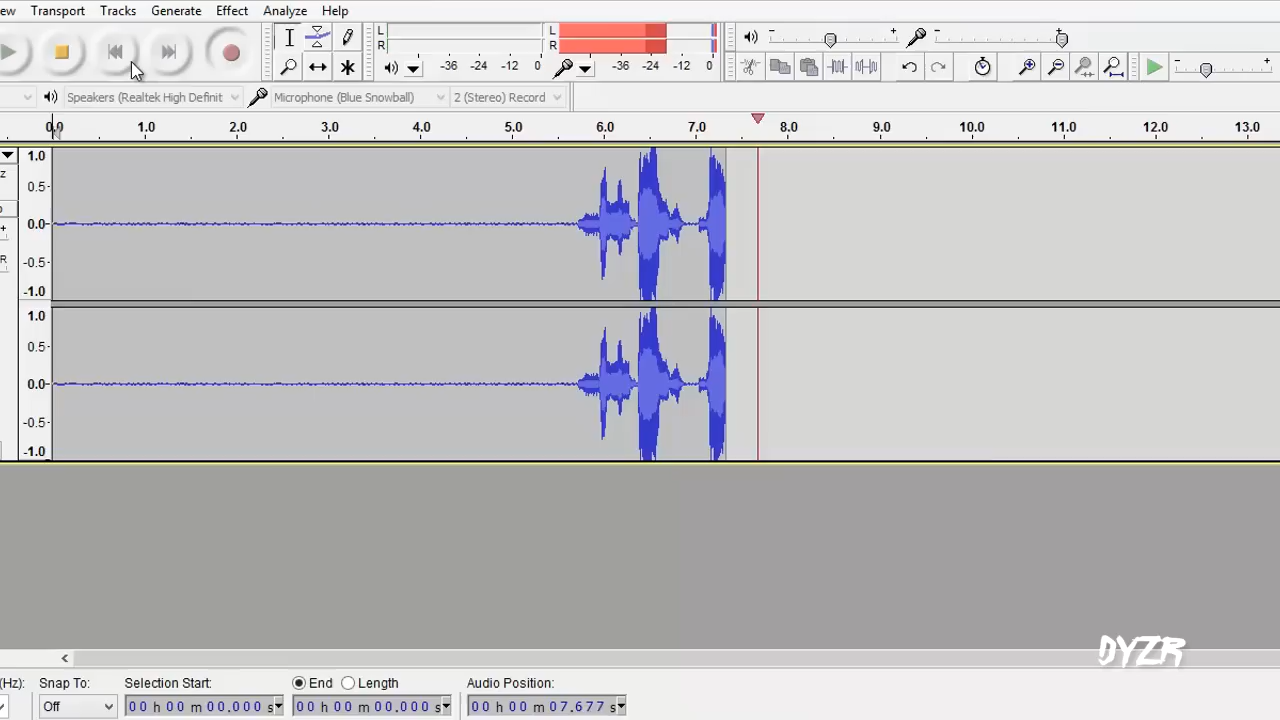 ew Transport Tracks Generate Effect Analyze Help
L L
R -36 -24 -12 0 R -36 -24 -12 0
Speakers (Realtek High Definit Microphone (Blue Snowball) 2 (Stereo) Record
0.0 1.0 2.0 3.0 4.0 5.0 6.0 7.0 8.0 9.0 10.0 11.0 12.0 13.0
z
R
1.0
0.5
0.0
-0.5
-1.0
1.0
0.5
0.0
-0.5
-1.0
DYZR
(Hz): Snap To: Selection Start: End Length Audio Position:
Off 00 h 00 m 00.000 s 00 h 00 m 00.000 s 00 h 00 m 07.677 s